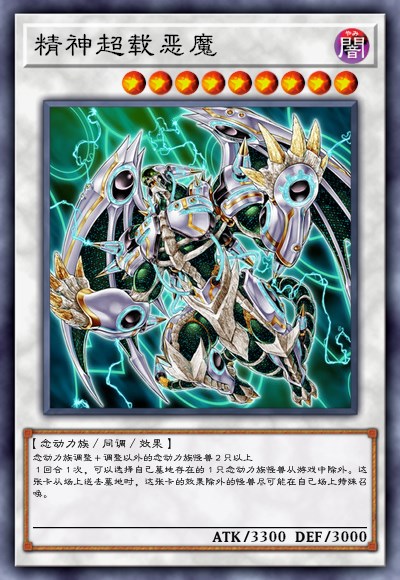 精神超载恶魔
やみ
闇
【念动力族／同调／效果】
念动力族调整＋调整以外的念动力族怪兽２只以上
１回合１次，可以选择自己墓地存在的１只念动力族怪兽从游戏中除外。这
张卡从场上送去墓地时，这张卡的效果除外的怪兽尽可能在自己场上特殊召
唤。
ATK/3300 DEF/3000